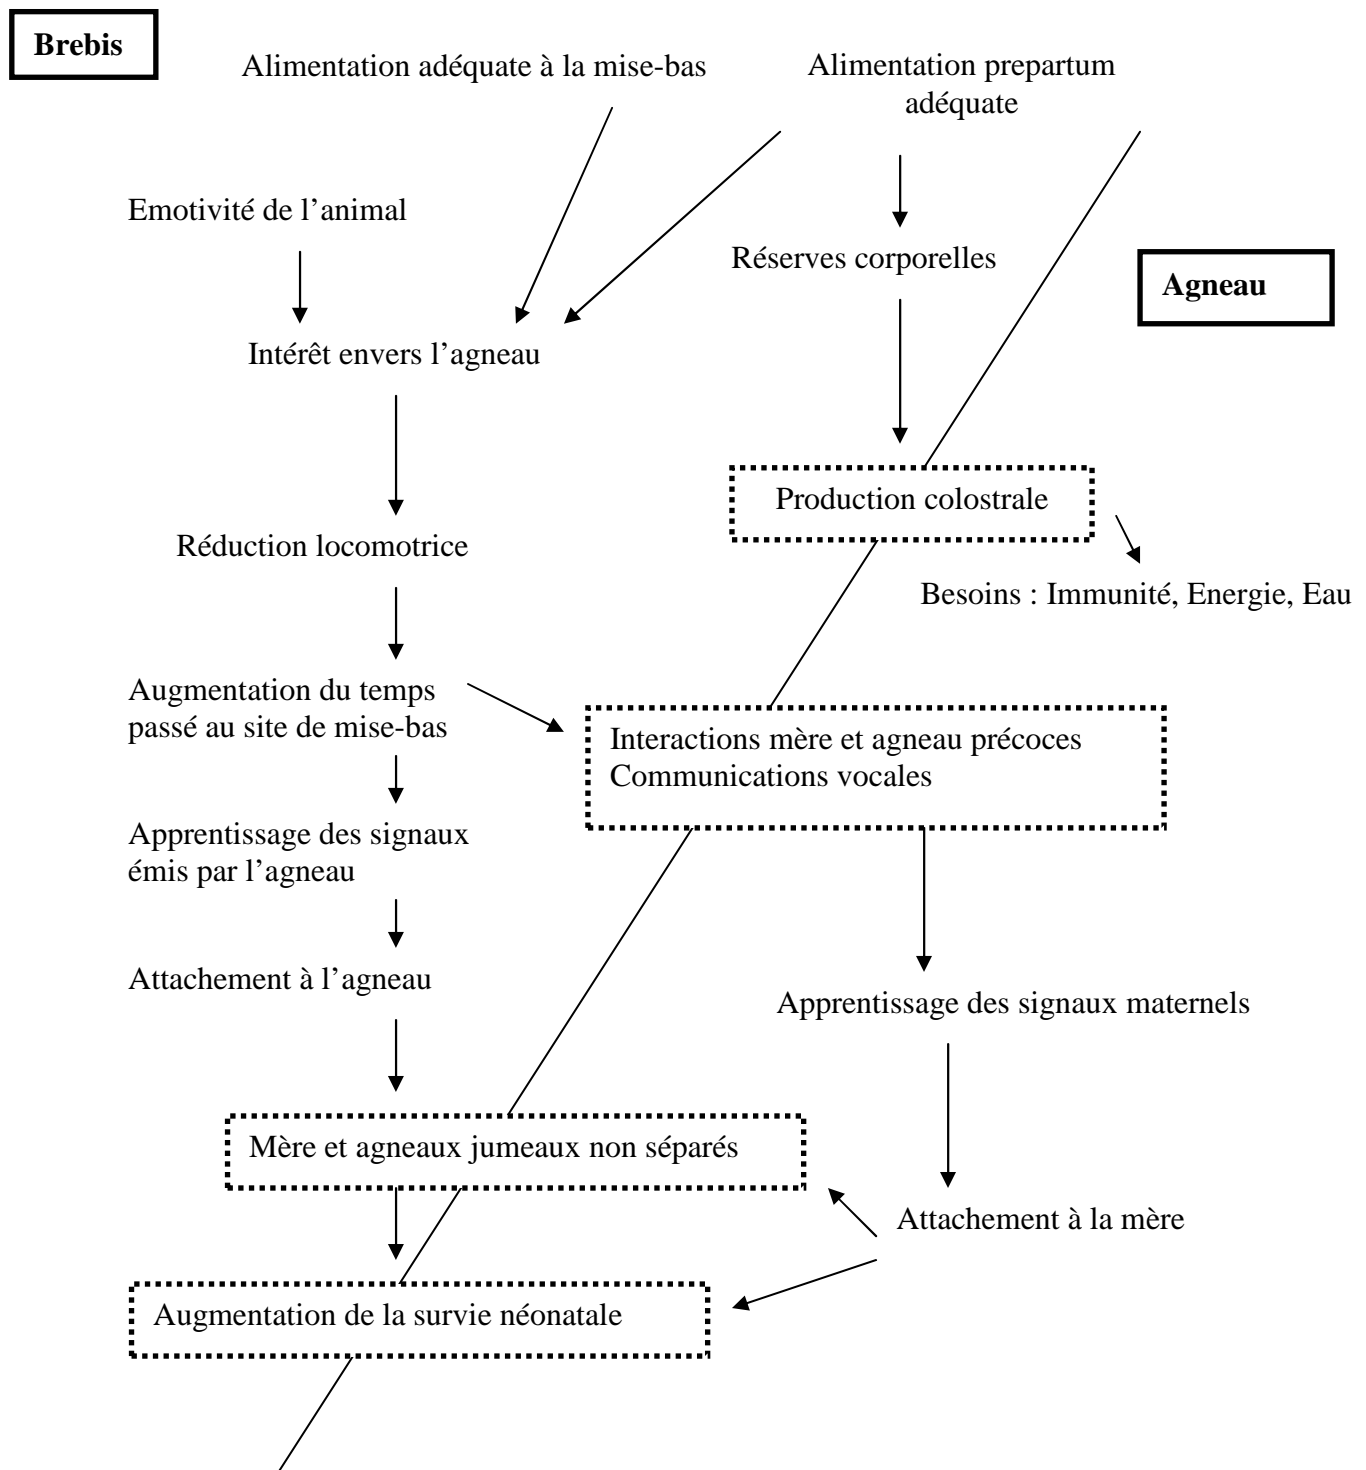 Brebis
Alimentation adéquate à la mise-bas
Alimentation prepartum
adéquate
Emotivité de l’animal
Réserves corporelles
Agneau
Intérêt envers l’agneau
Production colostrale
Réduction locomotrice
Besoins : Immunité, Energie, Eau
Augmentation du temps
passé au site de mise-bas
Interactions mère et agneau précoces
Communications vocales
Apprentissage des signaux
émis par l’agneau
Attachement à l’agneau
Apprentissage des signaux maternels
Mère et agneaux jumeaux non séparés
Attachement à la mère
Augmentation de la survie néonatale